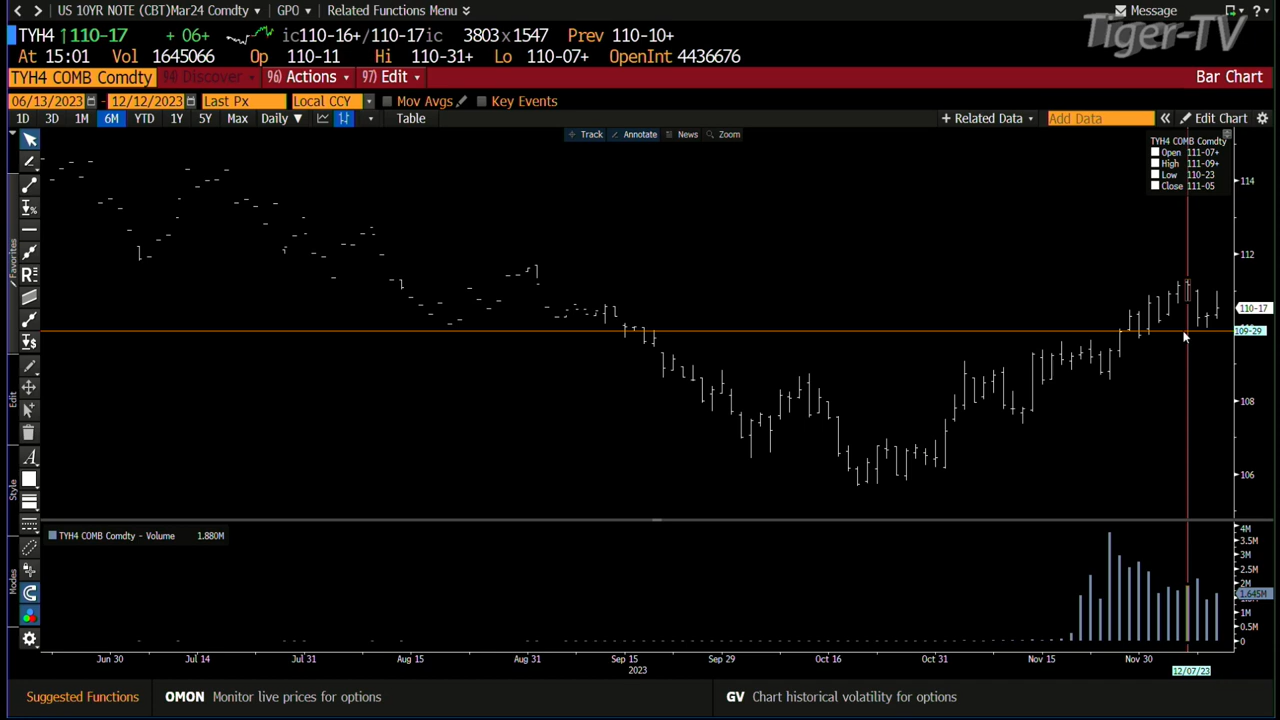 US 10YR NOTE (CBT)Mar24 Comdty GPO Related Functions Menu Message
Tiger-TV
TYH4 ↑110-17 + 06+ ic110-16+/110-17ic 3803x1547 Prev 110-10+
At 15:01 Vol 1645066 Op 110-11 Hi 110-31+ Lo 110-07+ OpenInt 4436676
TYH4 COMB Comdty 94) Discover 96) Actions 97) Edit Bar Chart
06/13/2023 - 12/12/2023 Last Px Local CCY Mov Avgs Key Events
1D 3D 1M 6M YTD 1Y 5Y Max Daily ▼ Table + Related Data Add Data « Edit Chart
Track Annotate News Zoom
TYH4 COMB Comdty
Open 111-07+
High 111-09+
Low 110-23
Close 111-05
Favorites
Edit
Style
Modes
114
112
110-17
109-29
108
106
TYH4 COMB Comdty - Volume 1.880M
4M
3.5M
3M
2.5M
2M
1.645M
1M
0.5M
0
Jun 30 Jul 14 Jul 31 Aug 15 Aug 31 Sep 15 Sep 29 Oct 16 Oct 31 Nov 15 Nov 30
2023 12/07/23
Suggested Functions OMON Monitor live prices for options GV Chart historical volatility for options